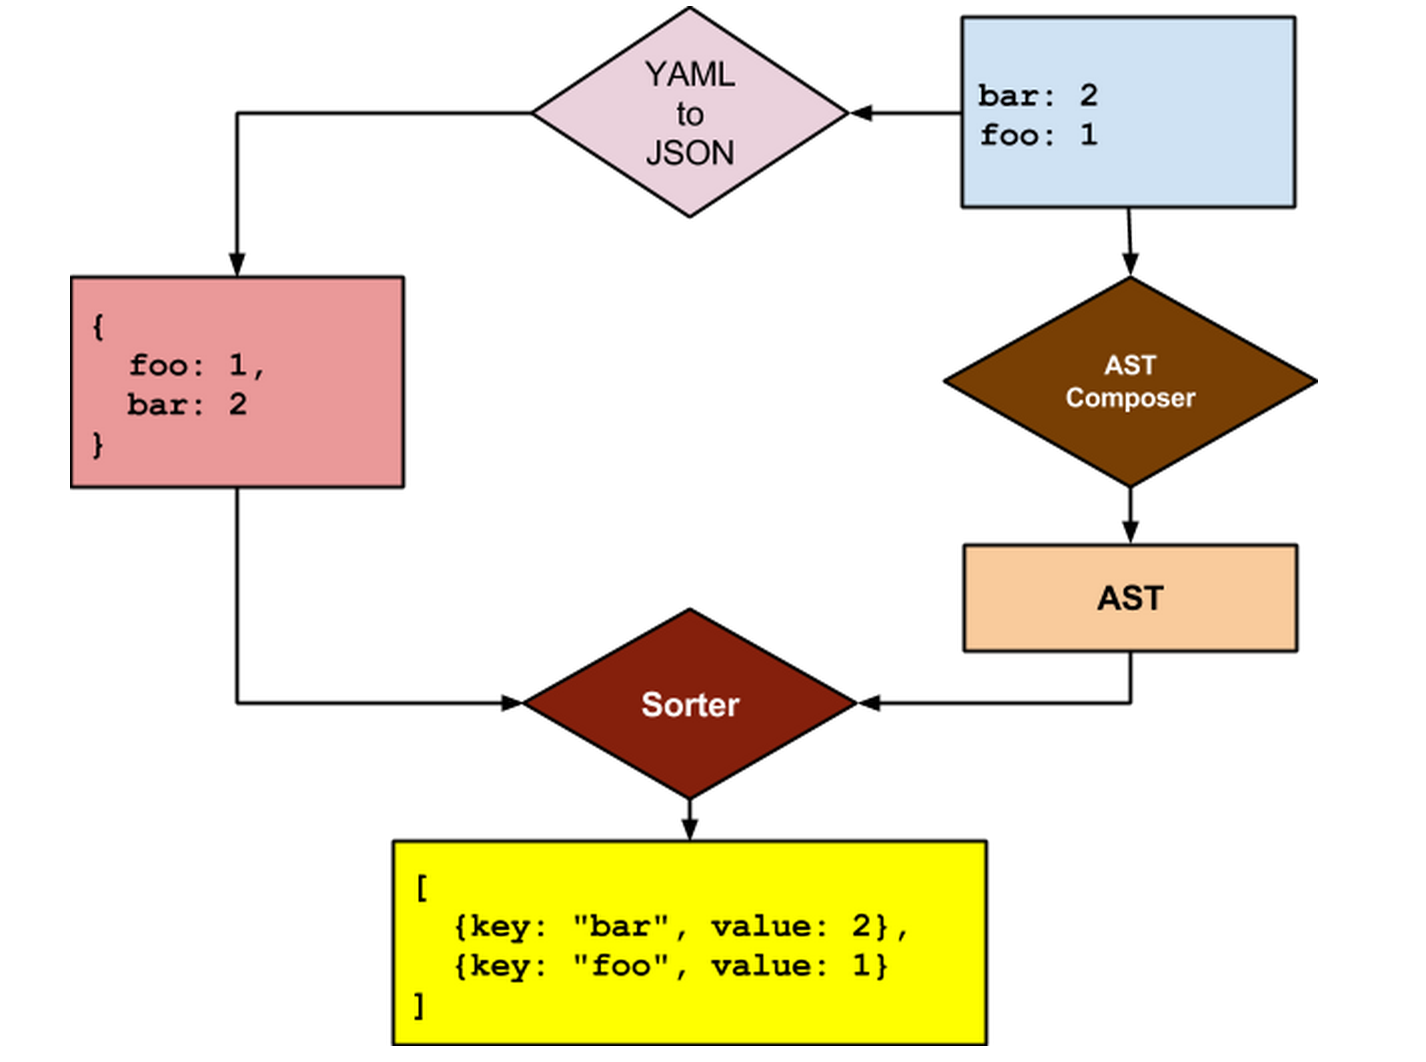 YAML
to
JSON
bar: 2
foo: 1
{
  foo: 1,
  bar: 2
}
AST
Composer
AST
Sorter
[
  {key: "bar", value: 2},
  {key: "foo", value: 1}
]